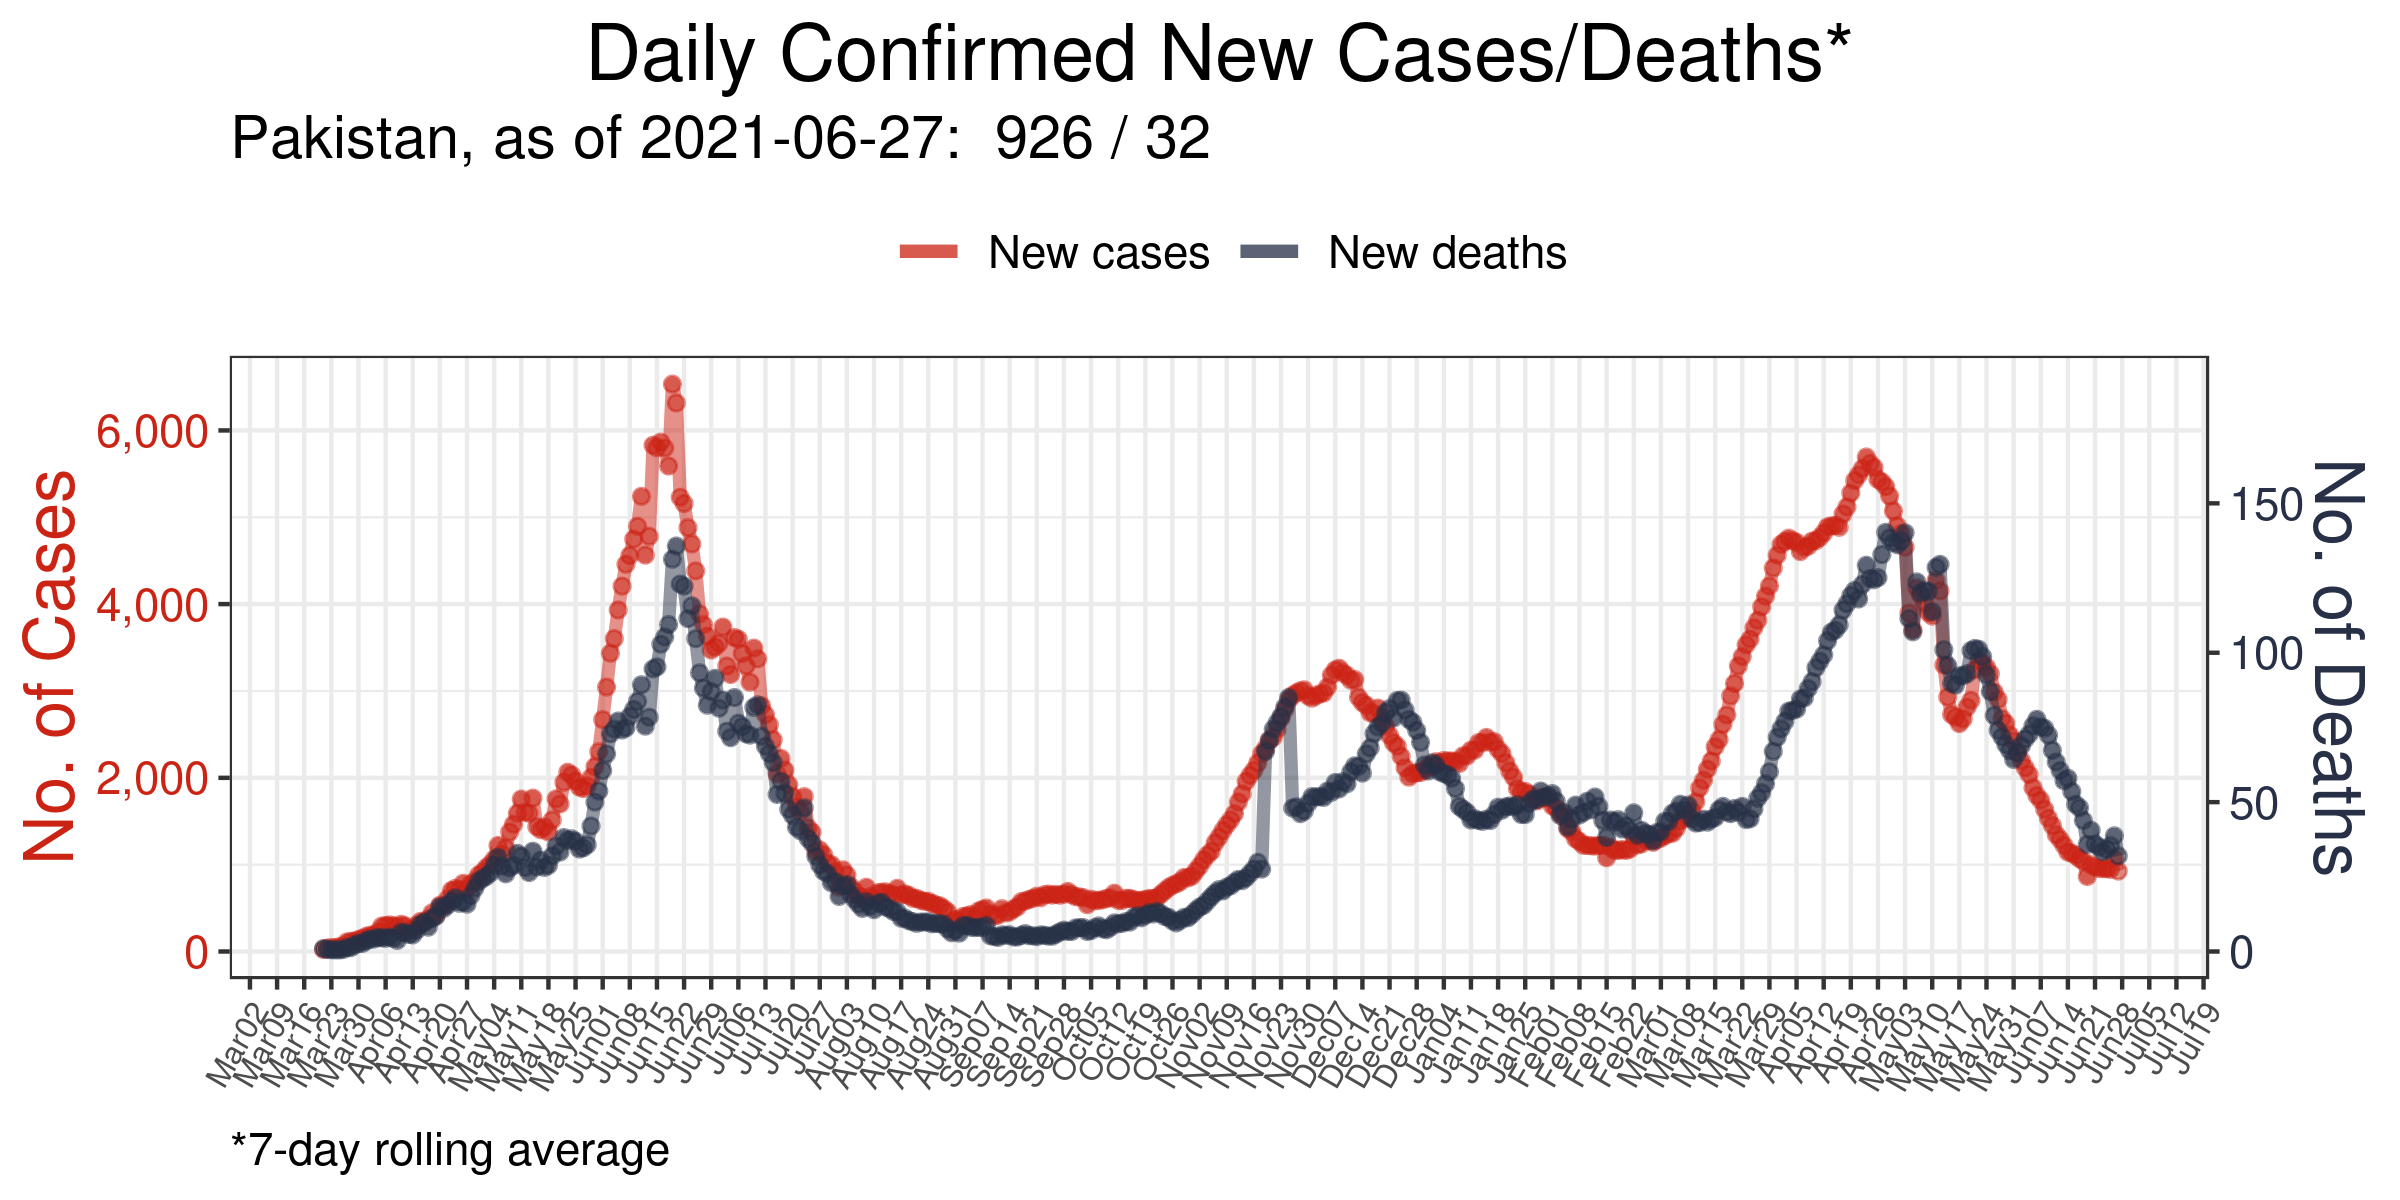 Daily Confirmed New Cases/Deaths*
Pakistan, as of 2021-06-27:  926 / 32
New cases
New deaths
No. of Cases
6,000
4,000
2,000
0
150
100
50
0
No. of Deaths
Mar02
Mar09
Mar16
Mar23
Mar30
Apr06
Apr13
Apr20
Apr27
May04
May11
May18
May25
Jun01
Jun08
Jun15
Jun22
Jun29
Jul06
Jul13
Jul20
Jul27
Aug03
Aug10
Aug17
Aug24
Aug31
Sep07
Sep14
Sep21
Sep28
Oct05
Oct12
Oct19
Oct26
Nov02
Nov09
Nov16
Nov23
Nov30
Dec07
Dec14
Dec21
Dec28
Jan04
Jan11
Jan18
Jan25
Feb01
Feb08
Feb15
Feb22
Mar01
Mar08
Mar15
Mar22
Mar29
Apr05
Apr12
Apr19
Apr26
May03
May10
May17
May24
May31
Jun07
Jun14
Jun21
Jun28
Jul05
Jul12
Jul19
*7-day rolling average